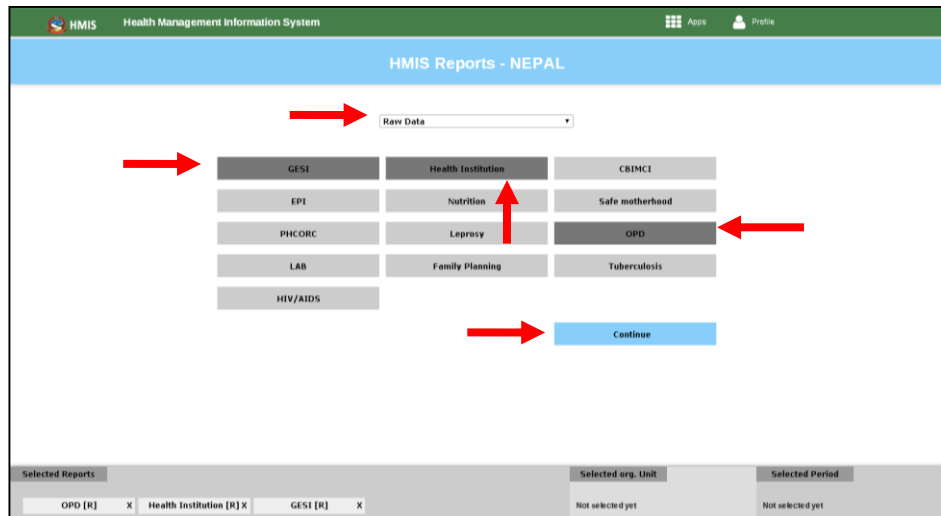 HMIS Health Management Information System Apps Profile
HMIS Reports - NEPAL
Raw Data
GESI Health Institution CBIMCI
EPI Nutrition Safe motherhood
PHCORC Leprosy OPD
LAB Family Planning Tuberculosis
HIV/AIDS
Continue
Selected Reports Selected org. Unit Selected Period
OPD [R] X Health Institution [R] X GESI [R] X Not selected yet Not selected yet